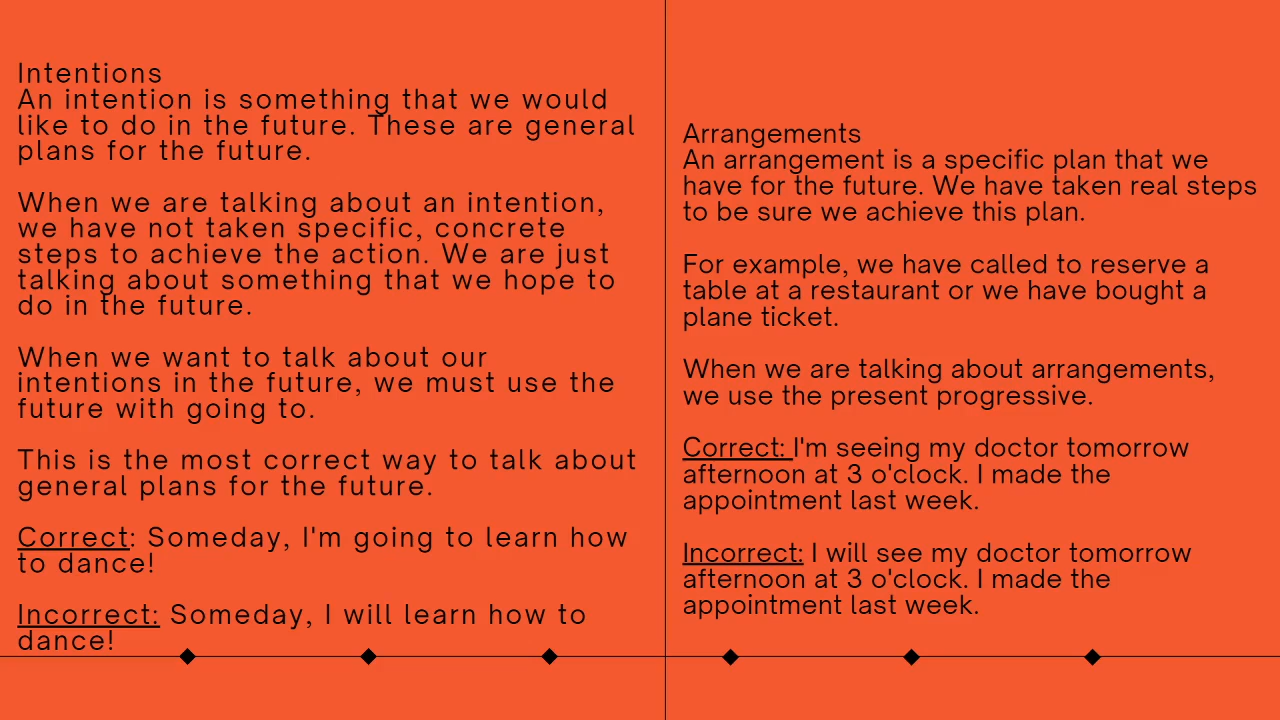 Intentions
An intention is something that we would
like to do in the future. These are general
plans for the future.
When we are talking about an intention,
we have not taken specific, concrete
steps to achieve the action. We are just
talking about something that we hope to
do in the future.
When we want to talk about our
intentions in the future, we must use the
future with going to.
This is the most correct way to talk about
general plans for the future.
Correct: Someday, I'm going to learn how
to dance!
Incorrect: Someday, I will learn how to
dance!
Arrangements
An arrangement is a specific plan that we
have for the future. We have taken real steps
to be sure we achieve this plan.
For example, we have called to reserve a
table at a restaurant or we have bought a
plane ticket.
When we are talking about arrangements,
we use the present progressive.
Correct: I'm seeing my doctor tomorrow
afternoon at 3 o'clock. I made the
appointment last week.
Incorrect: I will see my doctor tomorrow
afternoon at 3 o'clock. I made the
appointment last week.